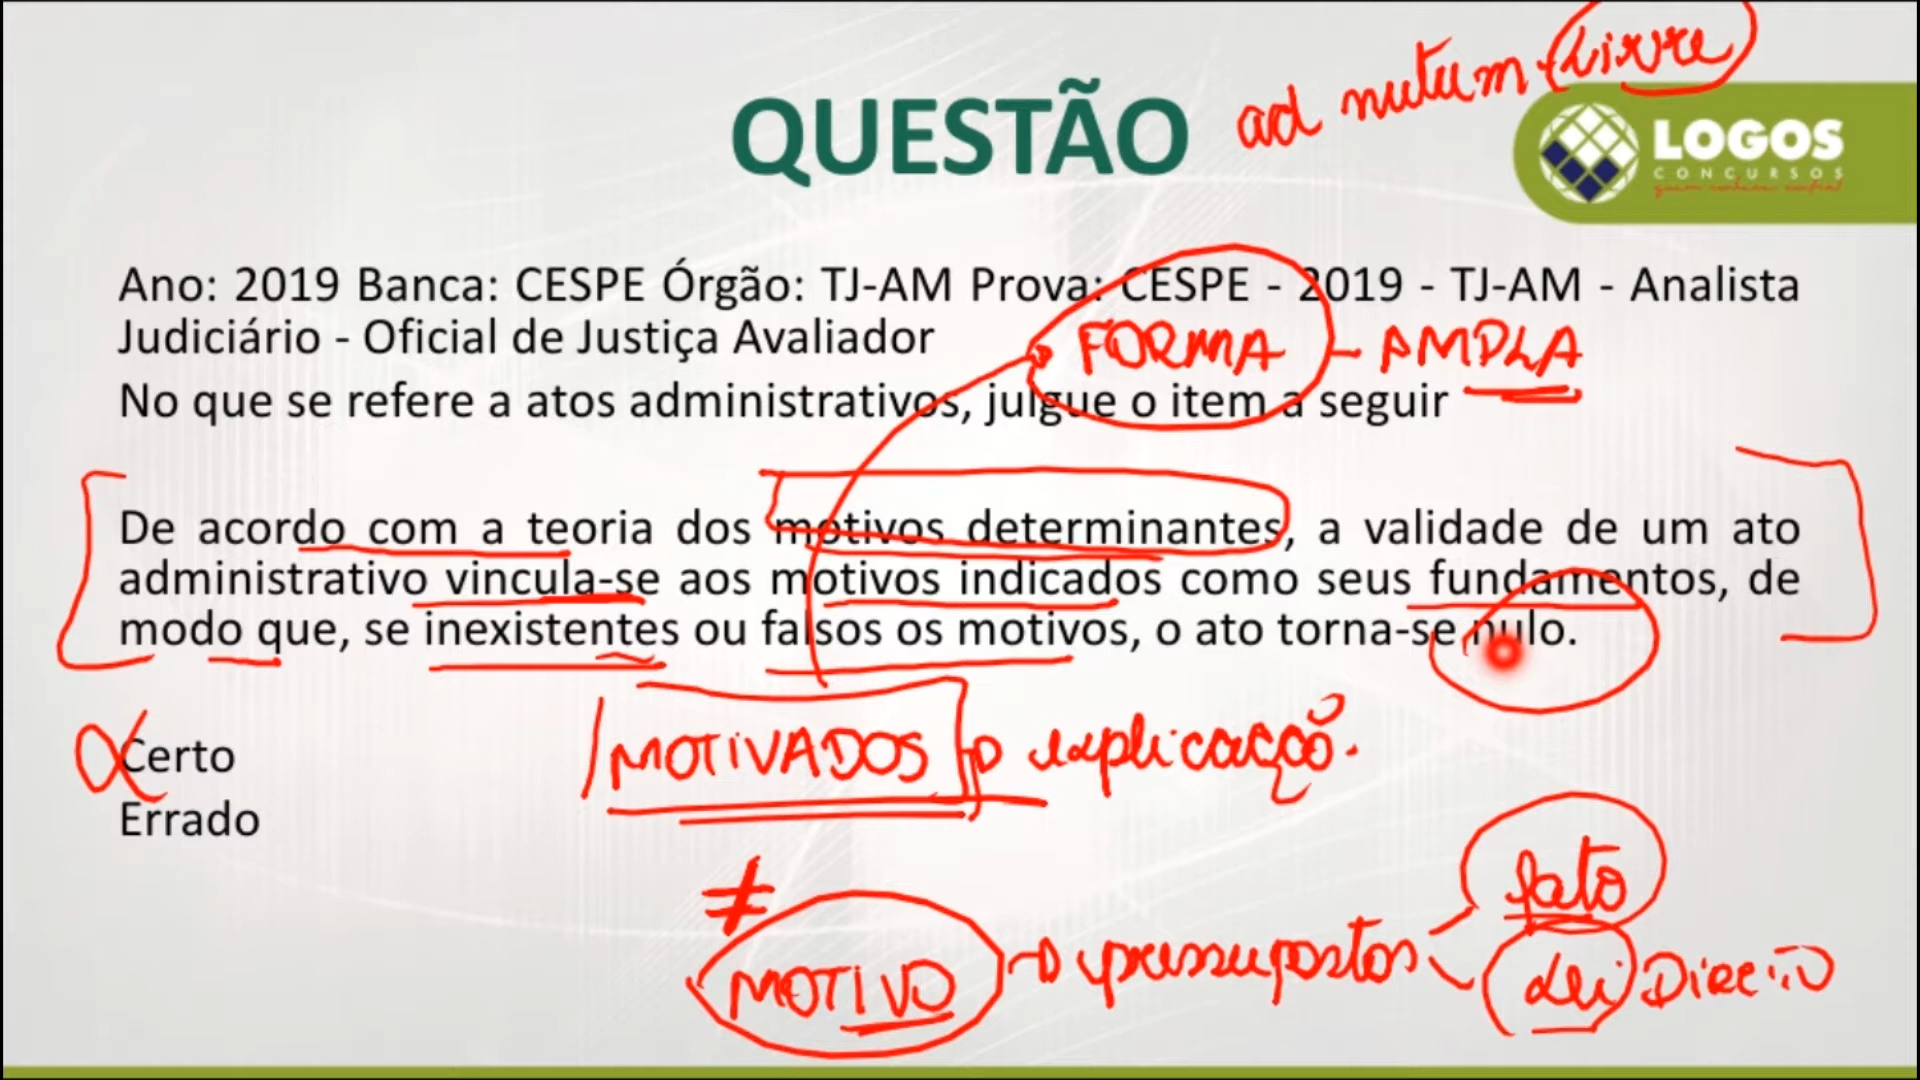 ad nutum - Livre
QUESTÃO
LOGOS
CONCURSOS
Ano: 2019 Banca: CESPE Órgão: TJ-AM Prova: CESPE - 2019 - TJ-AM - Analista
Judiciário - Oficial de Justiça Avaliador
FORMA - AMPLA
No que se refere a atos administrativos, julgue o item a seguir
De acordo com a teoria dos motivos determinantes, a validade de um ato
administrativo vincula-se aos motivos indicados como seus fundamentos, de
modo que, se inexistentes ou falsos os motivos, o ato torna-se nulo.
Certo
MOTIVADOS explicação.
Errado
≠
fato
MOTIVO pressupostos
Lei Direito